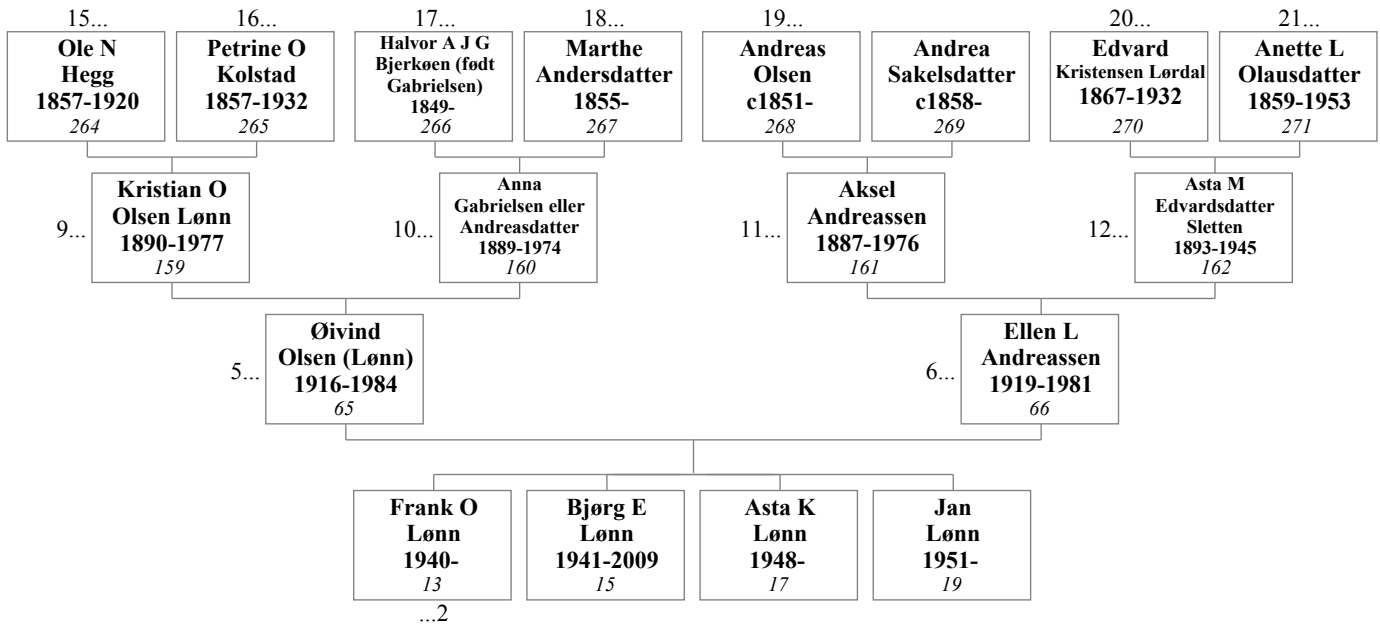 15...
16...
17...
18...
19...
20...
21...
Ole N
Hegg
1857-1920
264
Petrine O
Kolstad
1857-1932
265
Halvor A J G
Bjerkøen (født
Gabrielsen)
1849-
266
Marthe
Andersdatter
1855-
267
Andreas
Olsen
c1851-
268
Andrea
Sakelsdatter
c1858-
269
Edvard
Kristensen Lørdal
1867-1932
270
Anette L
Olausdatter
1859-1953
271
9...
Kristian O
Olsen Lønn
1890-1977
159
10...
Anna
Gabrielsen eller
Andreasdatter
1889-1974
160
11...
Aksel
Andreassen
1887-1976
161
12...
Asta M
Edvardsdatter
Sletten
1893-1945
162
5...
Øivind
Olsen (Lønn)
1916-1984
65
6...
Ellen L
Andreassen
1919-1981
66
Frank O
Lønn
1940-
13
Bjørg E
Lønn
1941-2009
15
Asta K
Lønn
1948-
17
Jan
Lønn
1951-
19
...2